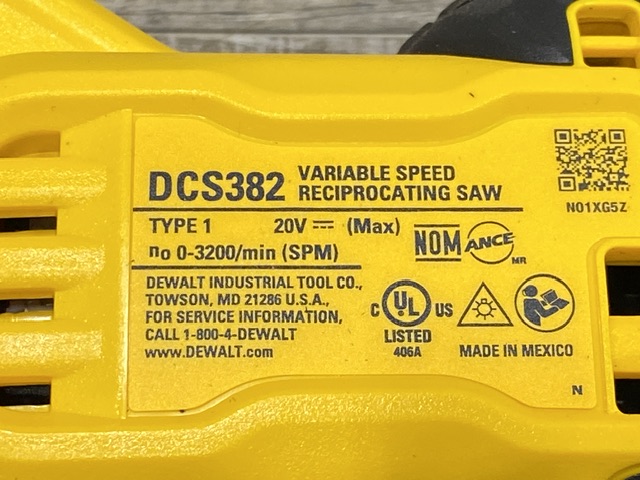 DCS382 VARIABLE SPEED
RECIPROCATING SAW
N01XG5Z
TYPE 1 20V ⎓ (Max)
no 0-3200/min (SPM)
NOM ANCE
MR
DEWALT INDUSTRIAL TOOL CO.,
TOWSON, MD 21286 U.S.A.,
FOR SERVICE INFORMATION,
CALL 1-800-4-DEWALT
www.DEWALT.com
C UL US
LISTED
406A
MADE IN MEXICO
N